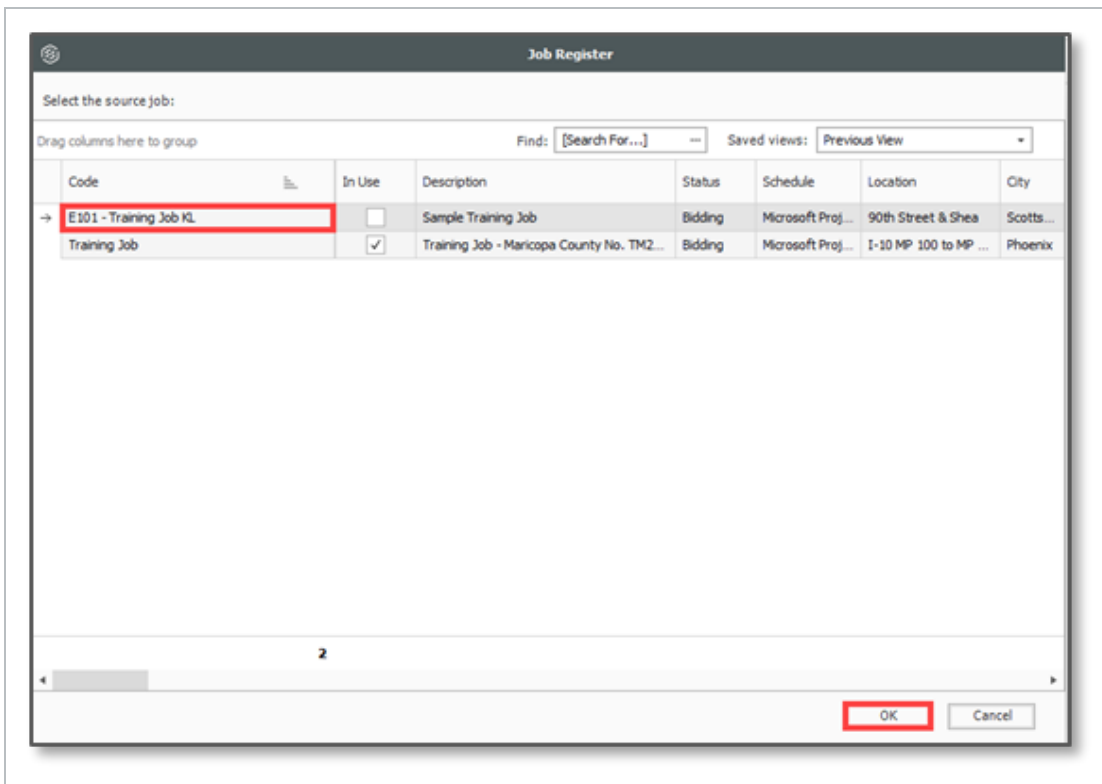 Job Register
Select the source job:
Drag columns here to group Find: [Search For...] ... Saved views: Previous View
Code In Use Description Status Schedule Location City
E101 - Training Job KL Sample Training Job Bidding Microsoft Proj... 90th Street & Shea Scotts...
Training Job Training Job - Maricopa County No. TM2... Bidding Microsoft Proj... I-10 MP 100 to MP ... Phoenix
2
OK Cancel